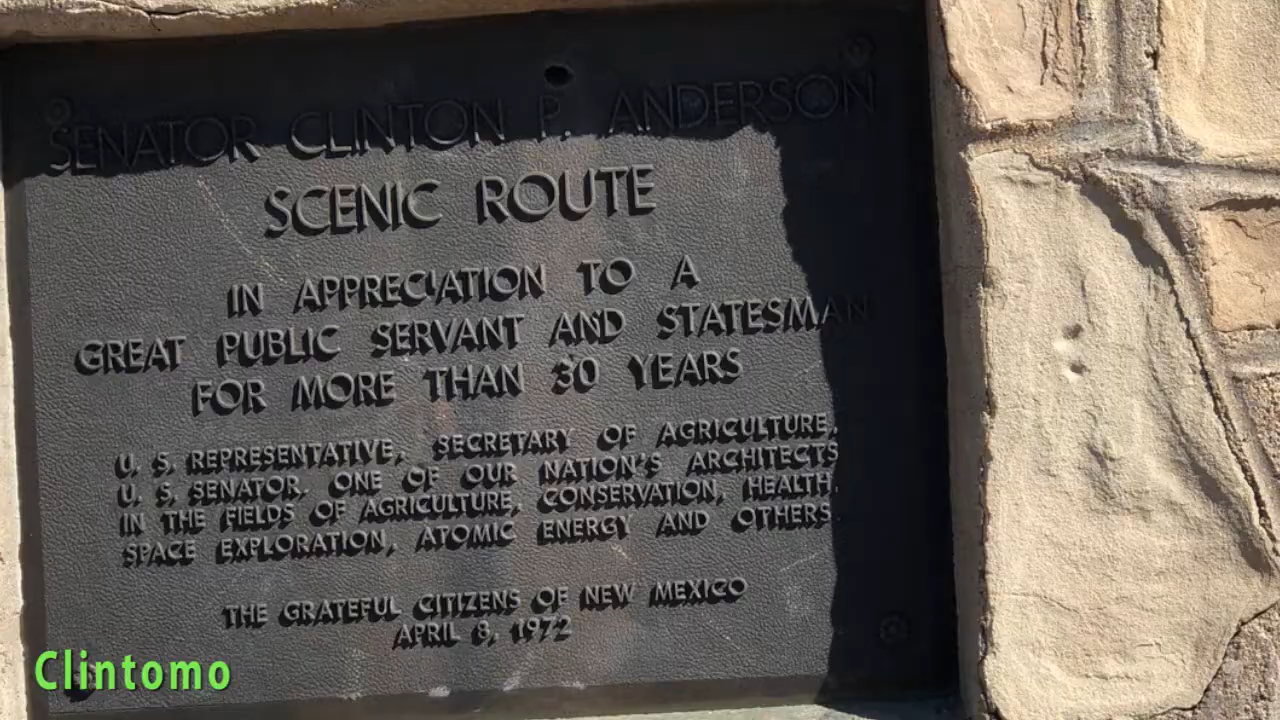 SENATOR CLINTON P. ANDERSON
SCENIC ROUTE
IN APPRECIATION TO A
GREAT PUBLIC SERVANT AND STATESMAN
FOR MORE THAN 30 YEARS
U. S. REPRESENTATIVE, SECRETARY OF AGRICULTURE,
U. S. SENATOR, ONE OF OUR NATION'S ARCHITECTS
IN THE FIELDS OF AGRICULTURE, CONSERVATION, HEALTH,
SPACE EXPLORATION, ATOMIC ENERGY AND OTHERS
THE GRATEFUL CITIZENS OF NEW MEXICO
APRIL 8, 1972
Clintomo